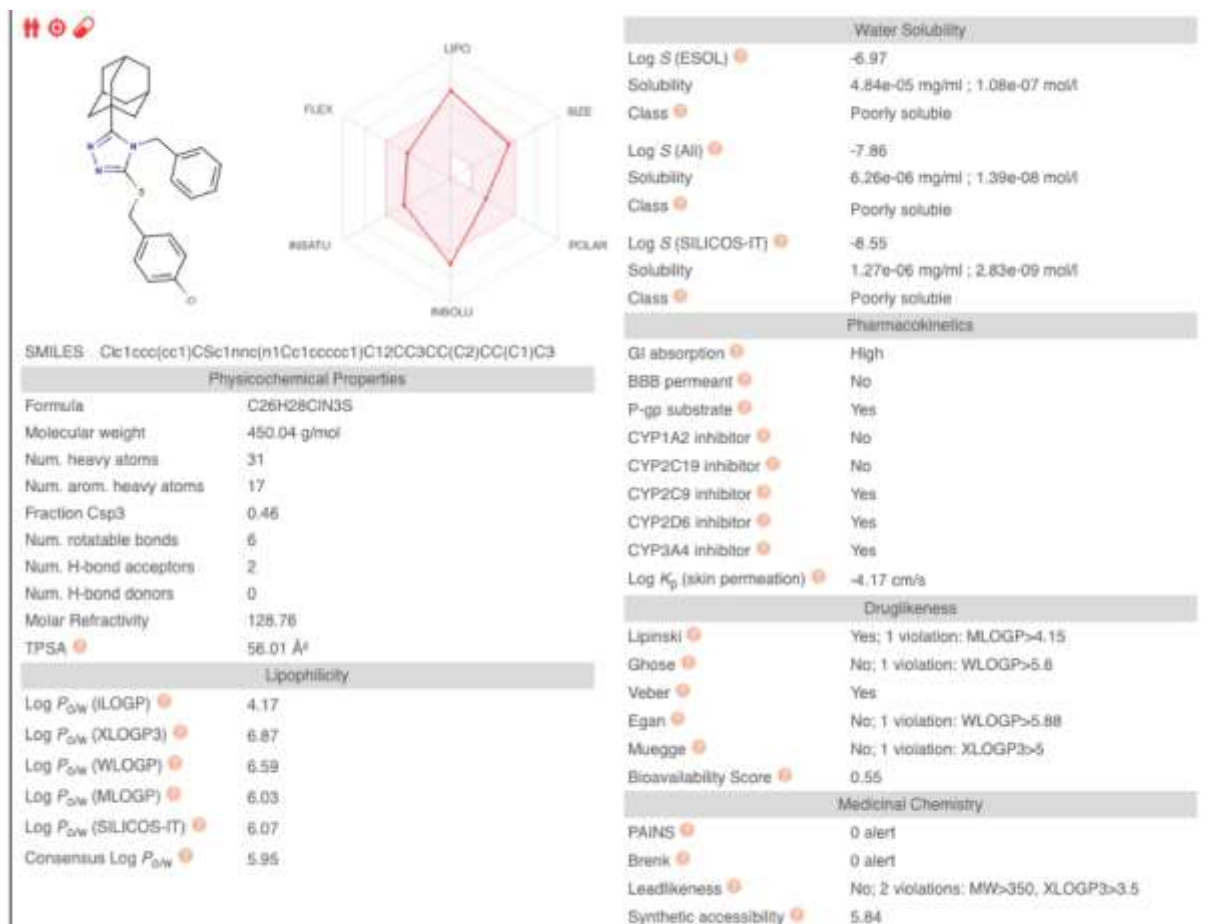 LIPO
FLEX
SIZE
INSATU
POLAR
INSOLU
N
N
N
S
Cl
SMILES Clc1ccc(cc1)CSc1nnc(n1Cc1ccccc1)C12CC3CC(C2)CC(C1)C3
Physicochemical Properties
Formula C26H28ClN3S
Molecular weight 450.04 g/mol
Num. heavy atoms 31
Num. arom. heavy atoms 17
Fraction Csp3 0.46
Num. rotatable bonds 6
Num. H-bond acceptors 2
Num. H-bond donors 0
Molar Refractivity 128.76
TPSA ? 56.01 Å²
Lipophilicity
Log Po/w (iLOGP) ? 4.17
Log Po/w (XLOGP3) ? 6.87
Log Po/w (WLOGP) ? 6.59
Log Po/w (MLOGP) ? 6.03
Log Po/w (SILICOS-IT) ? 6.07
Consensus Log Po/w ? 5.95
Water Solubility
Log S (ESOL) ? -6.97
Solubility 4.84e-05 mg/ml ; 1.08e-07 mol/l
Class ? Poorly soluble
Log S (Ali) ? -7.86
Solubility 6.26e-06 mg/ml ; 1.39e-08 mol/l
Class ? Poorly soluble
Log S (SILICOS-IT) ? -8.55
Solubility 1.27e-06 mg/ml ; 2.83e-09 mol/l
Class ? Poorly soluble
Pharmacokinetics
GI absorption ? High
BBB permeant ? No
P-gp substrate ? Yes
CYP1A2 inhibitor ? No
CYP2C19 inhibitor ? No
CYP2C9 inhibitor ? Yes
CYP2D6 inhibitor ? Yes
CYP3A4 inhibitor ? Yes
Log Kp (skin permeation) ? -4.17 cm/s
Druglikeness
Lipinski ? Yes; 1 violation: MLOGP>4.15
Ghose ? No; 1 violation: WLOGP>5.6
Veber ? Yes
Egan ? No; 1 violation: WLOGP>5.88
Muegge ? No; 1 violation: XLOGP3>5
Bioavailability Score ? 0.55
Medicinal Chemistry
PAINS ? 0 alert
Brenk ? 0 alert
Leadlikeness ? No; 2 violations: MW>350, XLOGP3>3.5
Synthetic accessibility ? 5.84